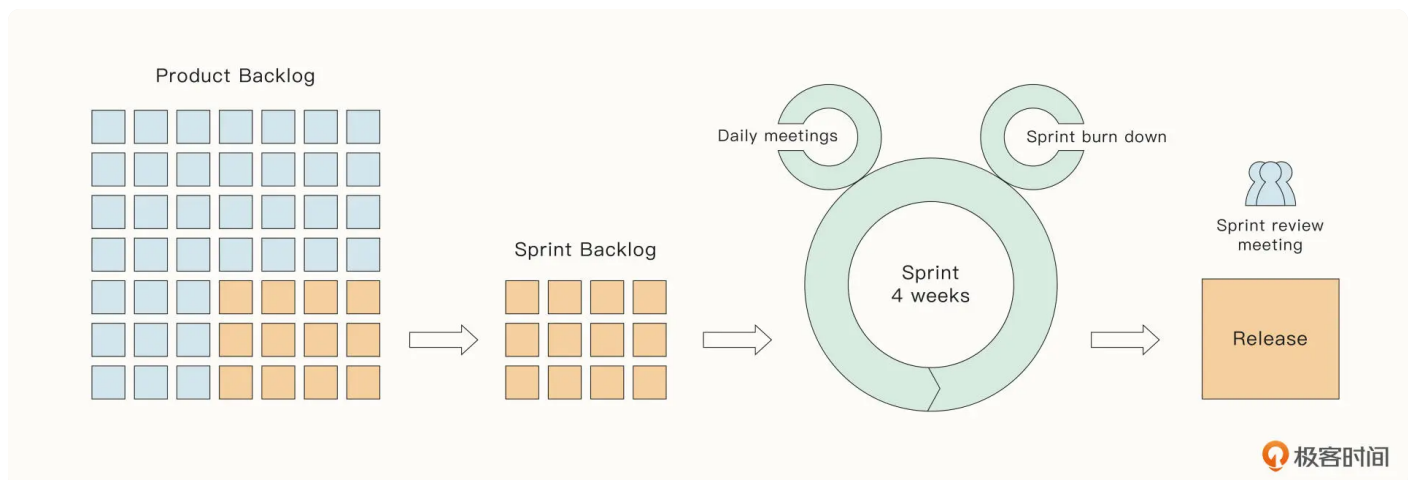 Product Backlog
Sprint Backlog
Daily meetings
Sprint burn down
Sprint
4 weeks
Sprint review
meeting
Release
极客时间